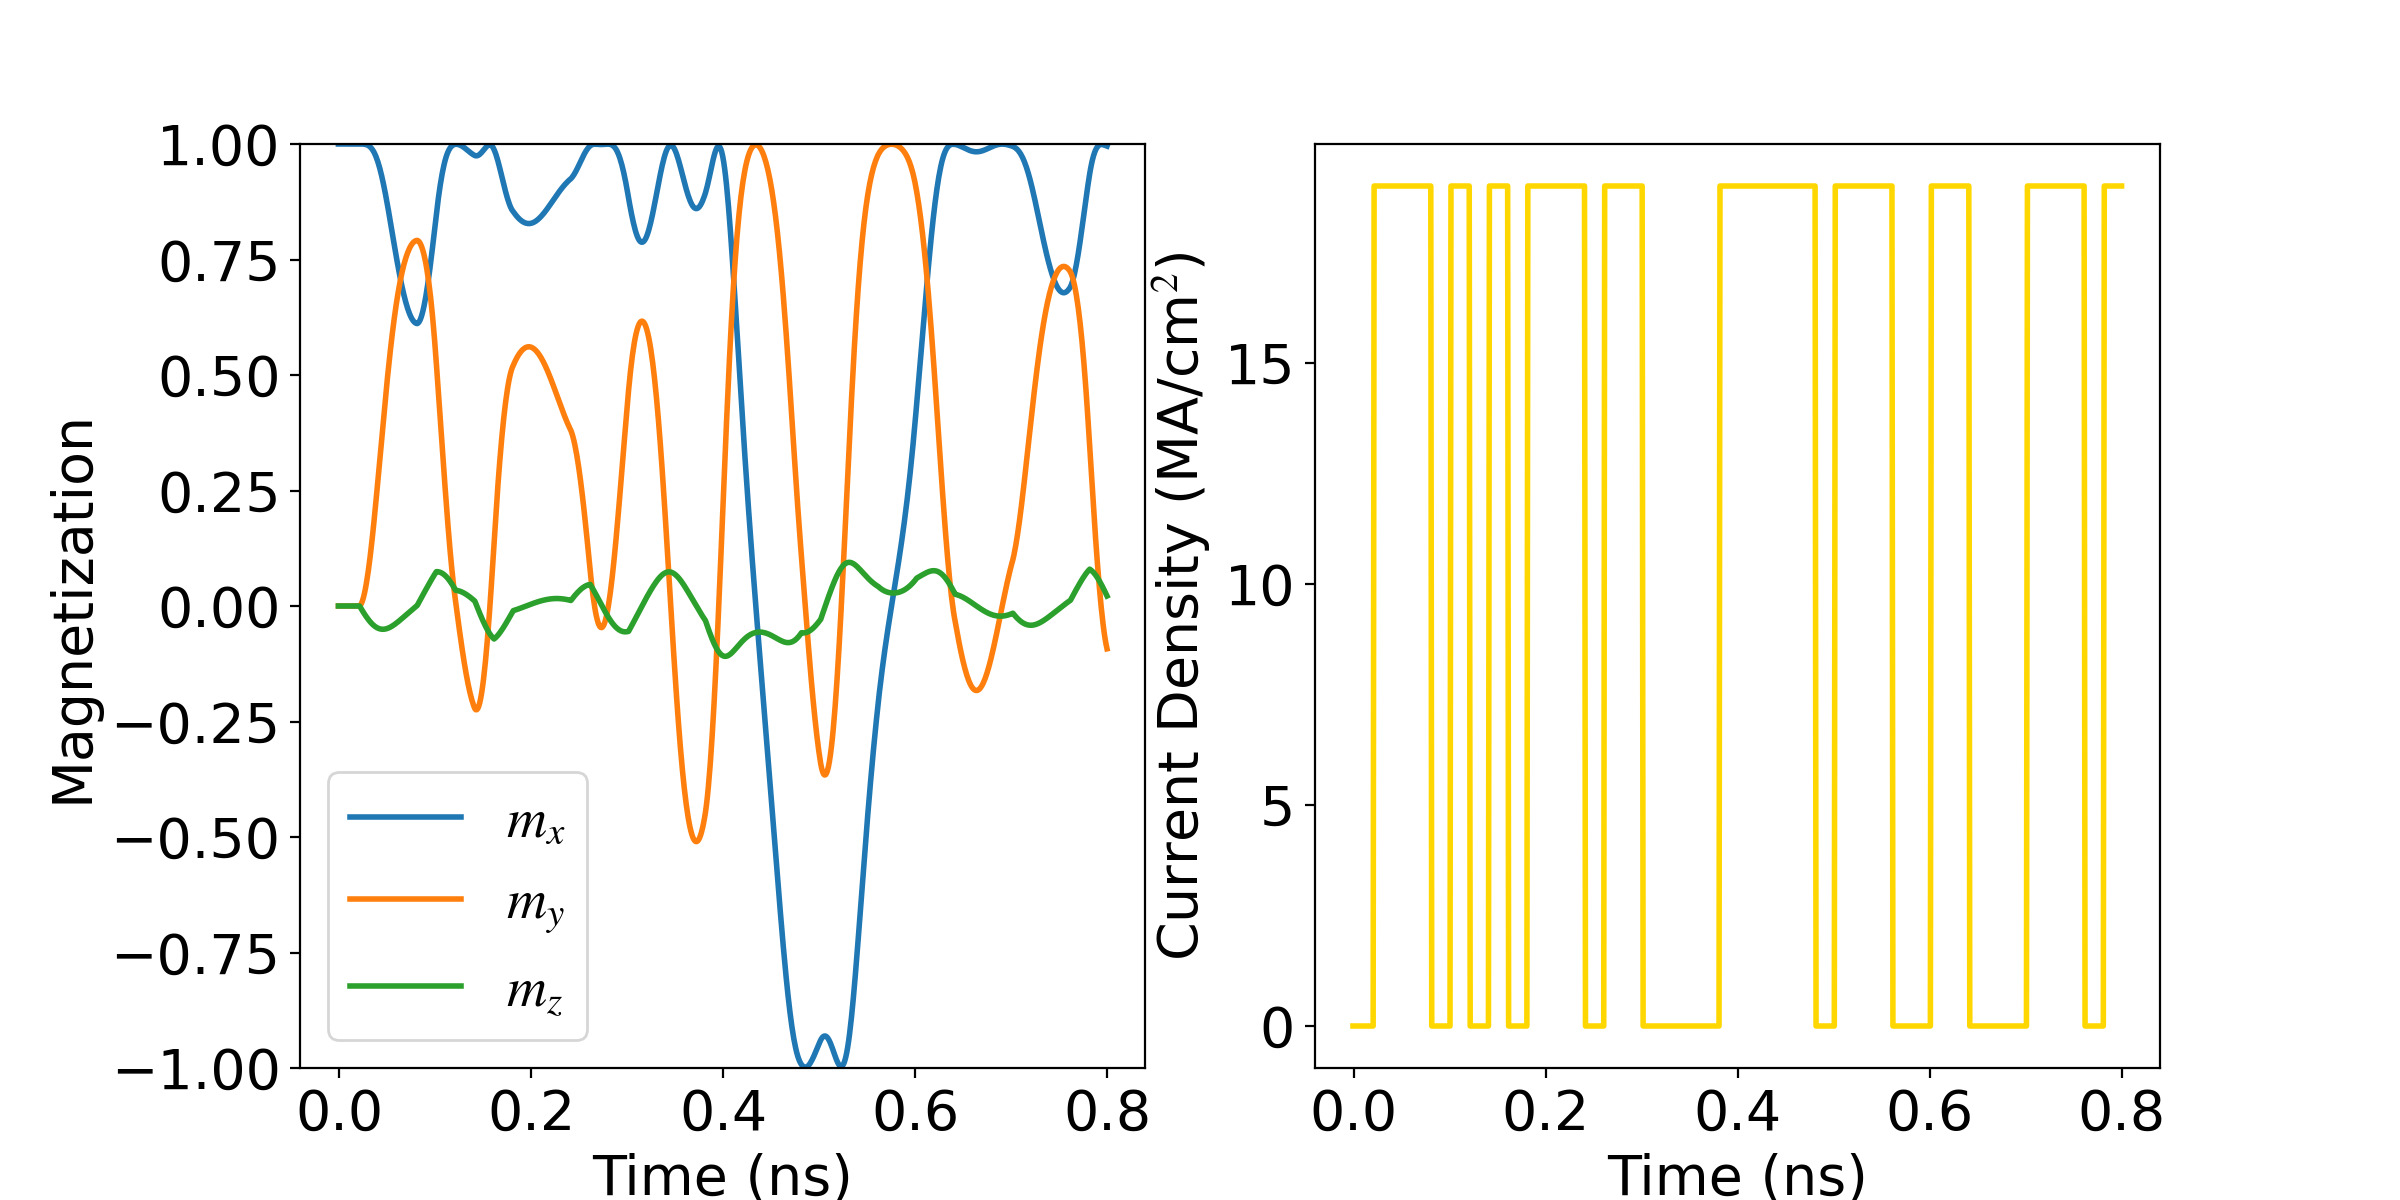 Magnetization
1.00
0.75
0.50
0.25
0.00
−0.25
−0.50
−0.75
−1.00
m_x
m_y
m_z
0.0 0.2 0.4 0.6 0.8
Time (ns)
Current Density (MA/cm²)
15
10
5
0
0.0 0.2 0.4 0.6 0.8
Time (ns)